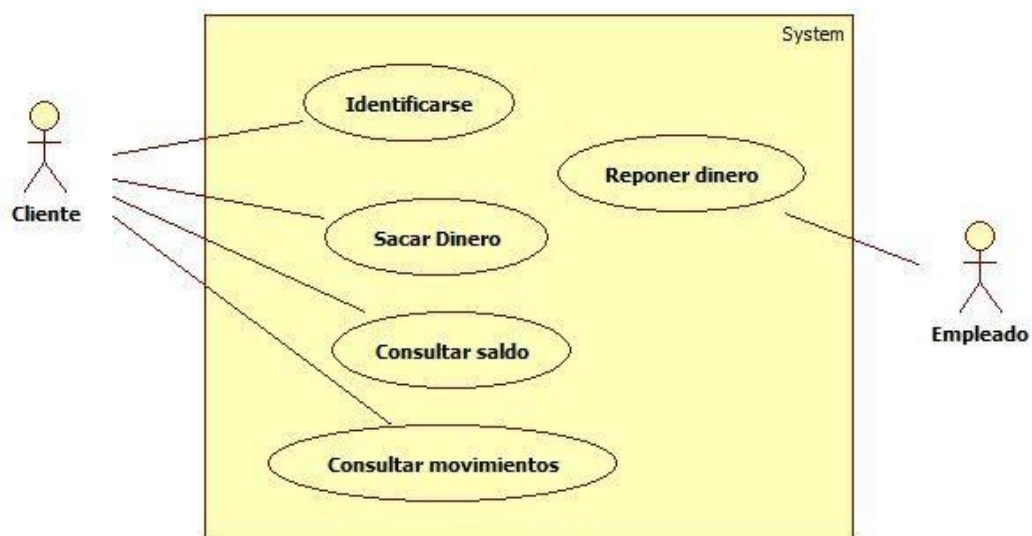 System
Identificarse
Reponer dinero
Cliente
Sacar Dinero
Empleado
Consultar saldo
Consultar movimientos